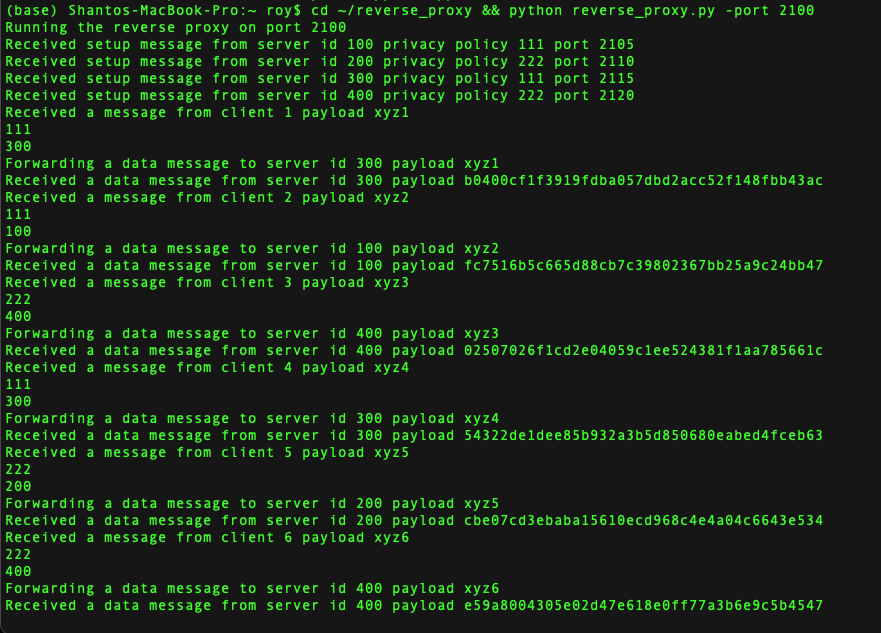 (base) Shantos-MacBook-Pro:~ roy$ cd ~/reverse_proxy && python reverse_proxy.py -port 2100
Running the reverse proxy on port 2100
Received setup message from server id 100 privacy policy 111 port 2105
Received setup message from server id 200 privacy policy 222 port 2110
Received setup message from server id 300 privacy policy 111 port 2115
Received setup message from server id 400 privacy policy 222 port 2120
Received a message from client 1 payload xyz1
111
300
Forwarding a data message to server id 300 payload xyz1
Received a data message from server id 300 payload b0400cf1f3919fdba057dbd2acc52f148fbb43ac
Received a message from client 2 payload xyz2
111
100
Forwarding a data message to server id 100 payload xyz2
Received a data message from server id 100 payload fc7516b5c665d88cb7c39802367bb25a9c24bb47
Received a message from client 3 payload xyz3
222
400
Forwarding a data message to server id 400 payload xyz3
Received a data message from server id 400 payload 02507026f1cd2e04059c1ee524381f1aa785661c
Received a message from client 4 payload xyz4
111
300
Forwarding a data message to server id 300 payload xyz4
Received a data message from server id 300 payload 54322de1dee85b932a3b5d850680eabed4fceb63
Received a message from client 5 payload xyz5
222
200
Forwarding a data message to server id 200 payload xyz5
Received a data message from server id 200 payload cbe07cd3ebaba15610ecd968c4e4a04c6643e534
Received a message from client 6 payload xyz6
222
400
Forwarding a data message to server id 400 payload xyz6
Received a data message from server id 400 payload e59a8004305e02d47e618e0ff77a3b6e9c5b4547